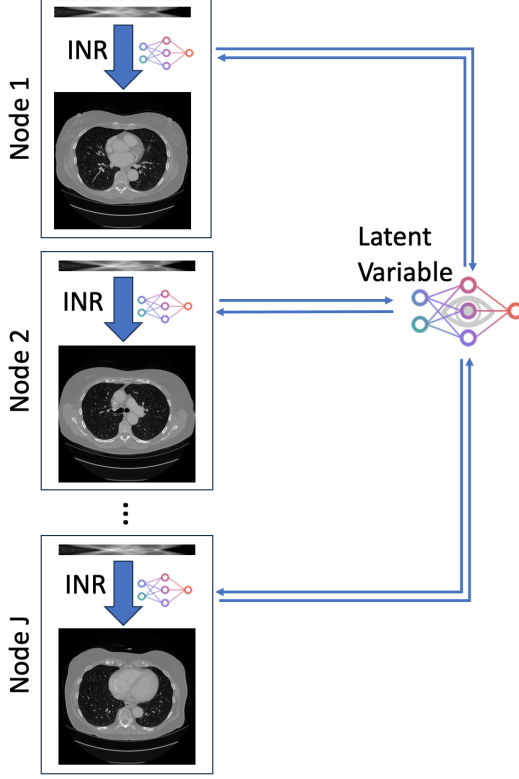 Node 1
INR
Latent
Variable
Node 2
INR
...
Node J
INR